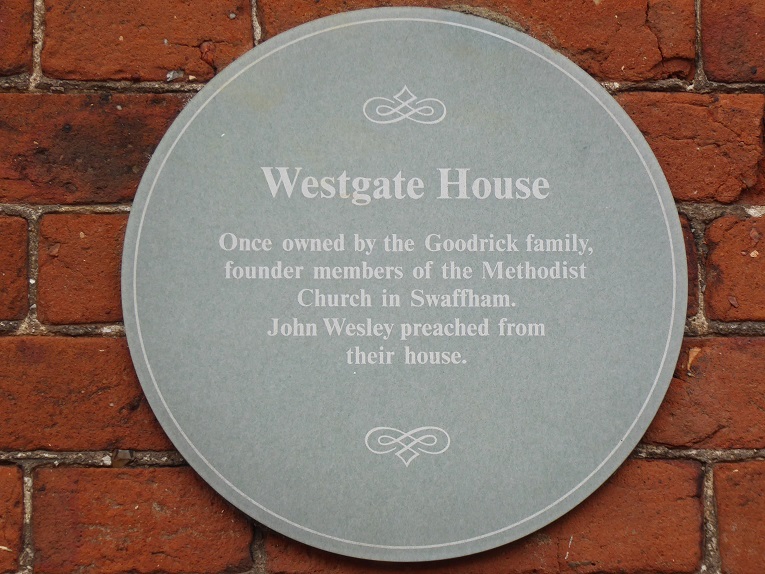 Westgate House
Once owned by the Goodrick family,
founder members of the Methodist
Church in Swaffham.
John Wesley preached from
their house.